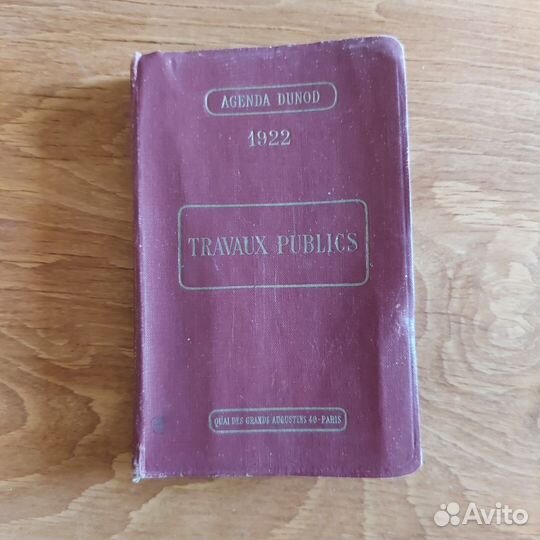 AGENDA DUNOD
1922
TRAVAUX PUBLICS
QUAI DES GRANDS AUGUSTINS 49-PARIS
Avito